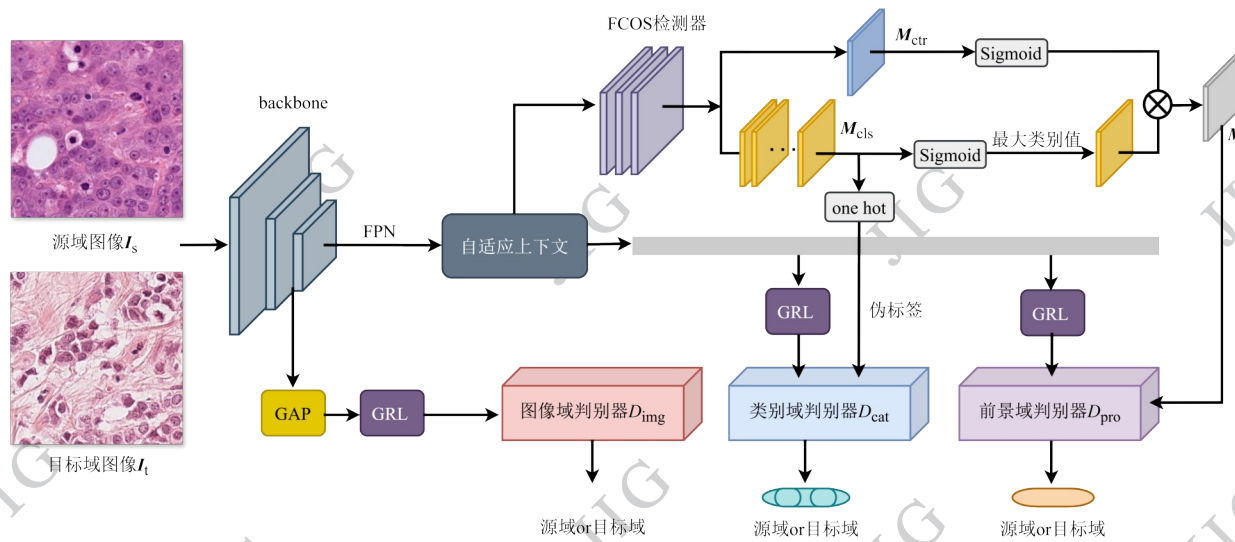 FCOS检测器
M_ctr
Sigmoid
backbone
M_cls
最大类别值
Sigmoid
M
one hot
源域图像I_s
FPN
自适应上下文
GRL
伪标签
GRL
GAP
GRL
图像域判别器D_img
类别域判别器D_cat
前景域判别器D_pro
目标域图像I_t
源域or目标域
源域or目标域
源域or目标域
JIG
JIG
JIG
JIG
JIG